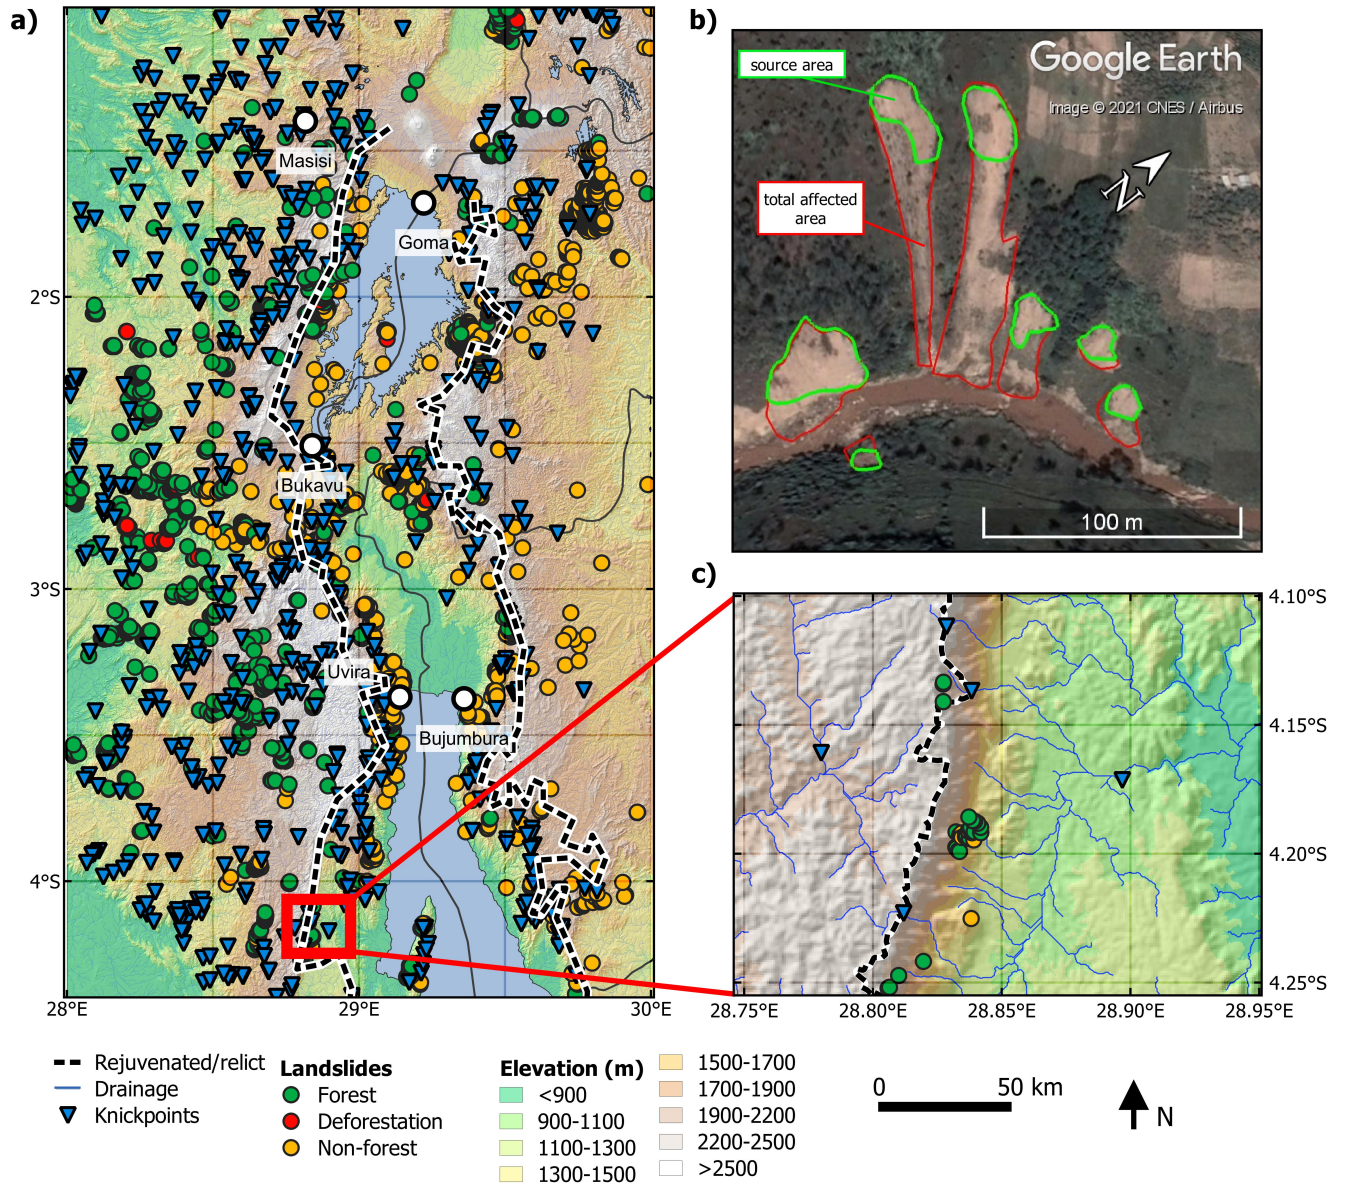 a)
Masisi
Goma
2°S
Bukavu
3°S
Uvira
Bujumbura
4°S
28°E
29°E
30°E
b)
source area
Google Earth
Image © 2021 CNES / Airbus
N
total affected
area
100 m
c)
4.10°S
4.15°S
4.20°S
4.25°S
28.75°E
28.80°E
28.85°E
28.90°E
28.95°E
Rejuvenated/relict
Drainage
Knickpoints
Landslides
Forest
Deforestation
Non-forest
Elevation (m)
<900
900-1100
1100-1300
1300-1500
1500-1700
1700-1900
1900-2200
2200-2500
>2500
0 50 km
N